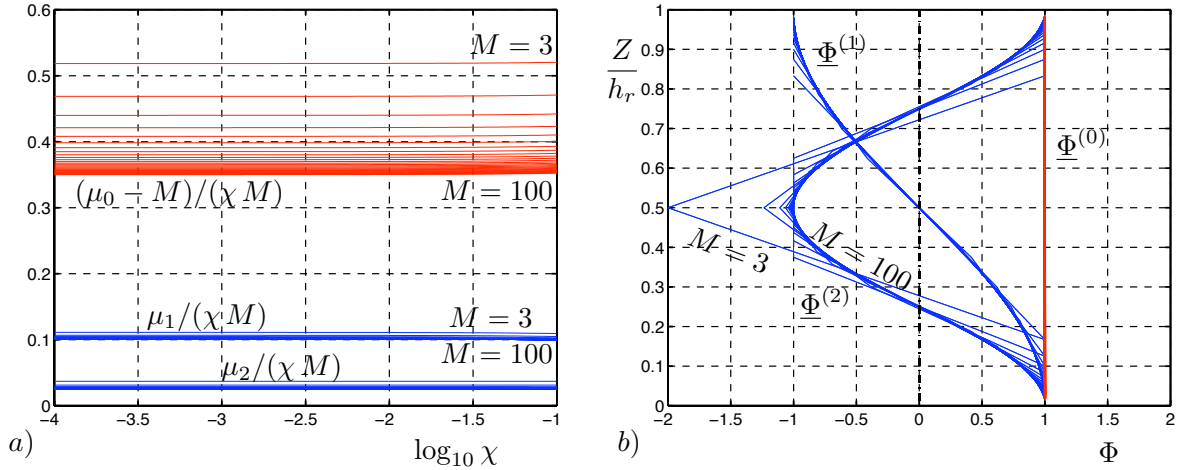 0.6
0.5
0.4
0.3
0.2
0.1
0
M = 3
(μ₀ − M)/(χ M)
M = 100
μ₁/(χ M)
M = 3
M = 100
μ₂/(χ M)
−4
−3.5
−3
−2.5
−2
−1.5
−1
a)
log₁₀ χ
1
0.9
0.8
0.7
0.6
0.5
0.4
0.3
0.2
0.1
0
Z
h_r
Φ⁽¹⁾
Φ⁽⁰⁾
M = 3
M = 100
Φ⁽²⁾
−2
−1.5
−1
−0.5
0
0.5
1
1.5
2
b)
Φ